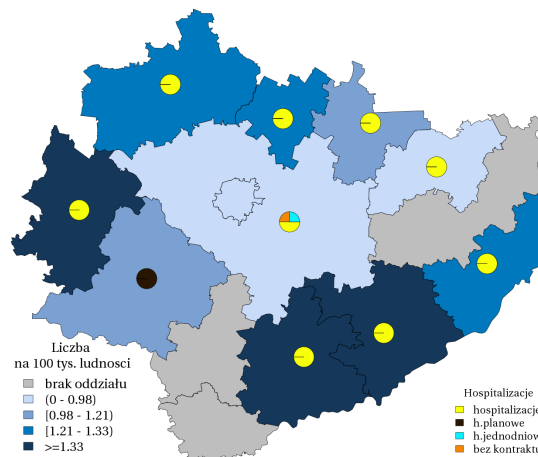 Liczba
na 100 tys. ludnosci
brak oddziału
(0 - 0.98)
[0.98 - 1.21)
[1.21 - 1.33)
>=1.33
Hospitalizacje
hospitalizacje
h.planowe
h.jednodniow
bez kontraktu